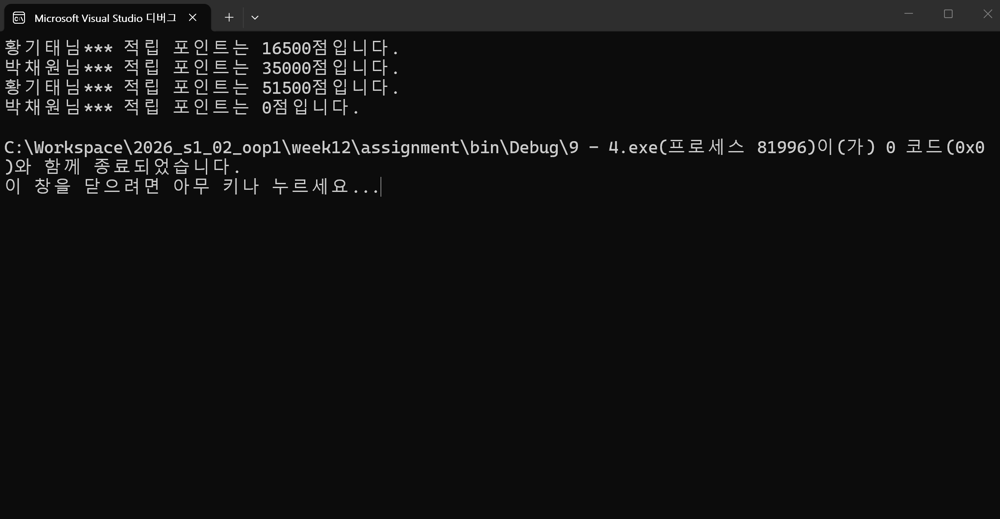 Microsoft Visual Studio 디버그
황기태님*** 적립 포인트는 16500점입니다.
박채원님*** 적립 포인트는 35000점입니다.
황기태님*** 적립 포인트는 51500점입니다.
박채원님*** 적립 포인트는 0점입니다.
C:\Workspace\2026_s1_02_oop1\week12\assignment\bin\Debug\9 - 4.exe(프로세스 81996)이(가) 0 코드(0x0
)와 함께 종료되었습니다.
이 창을 닫으려면 아무 키나 누르세요...